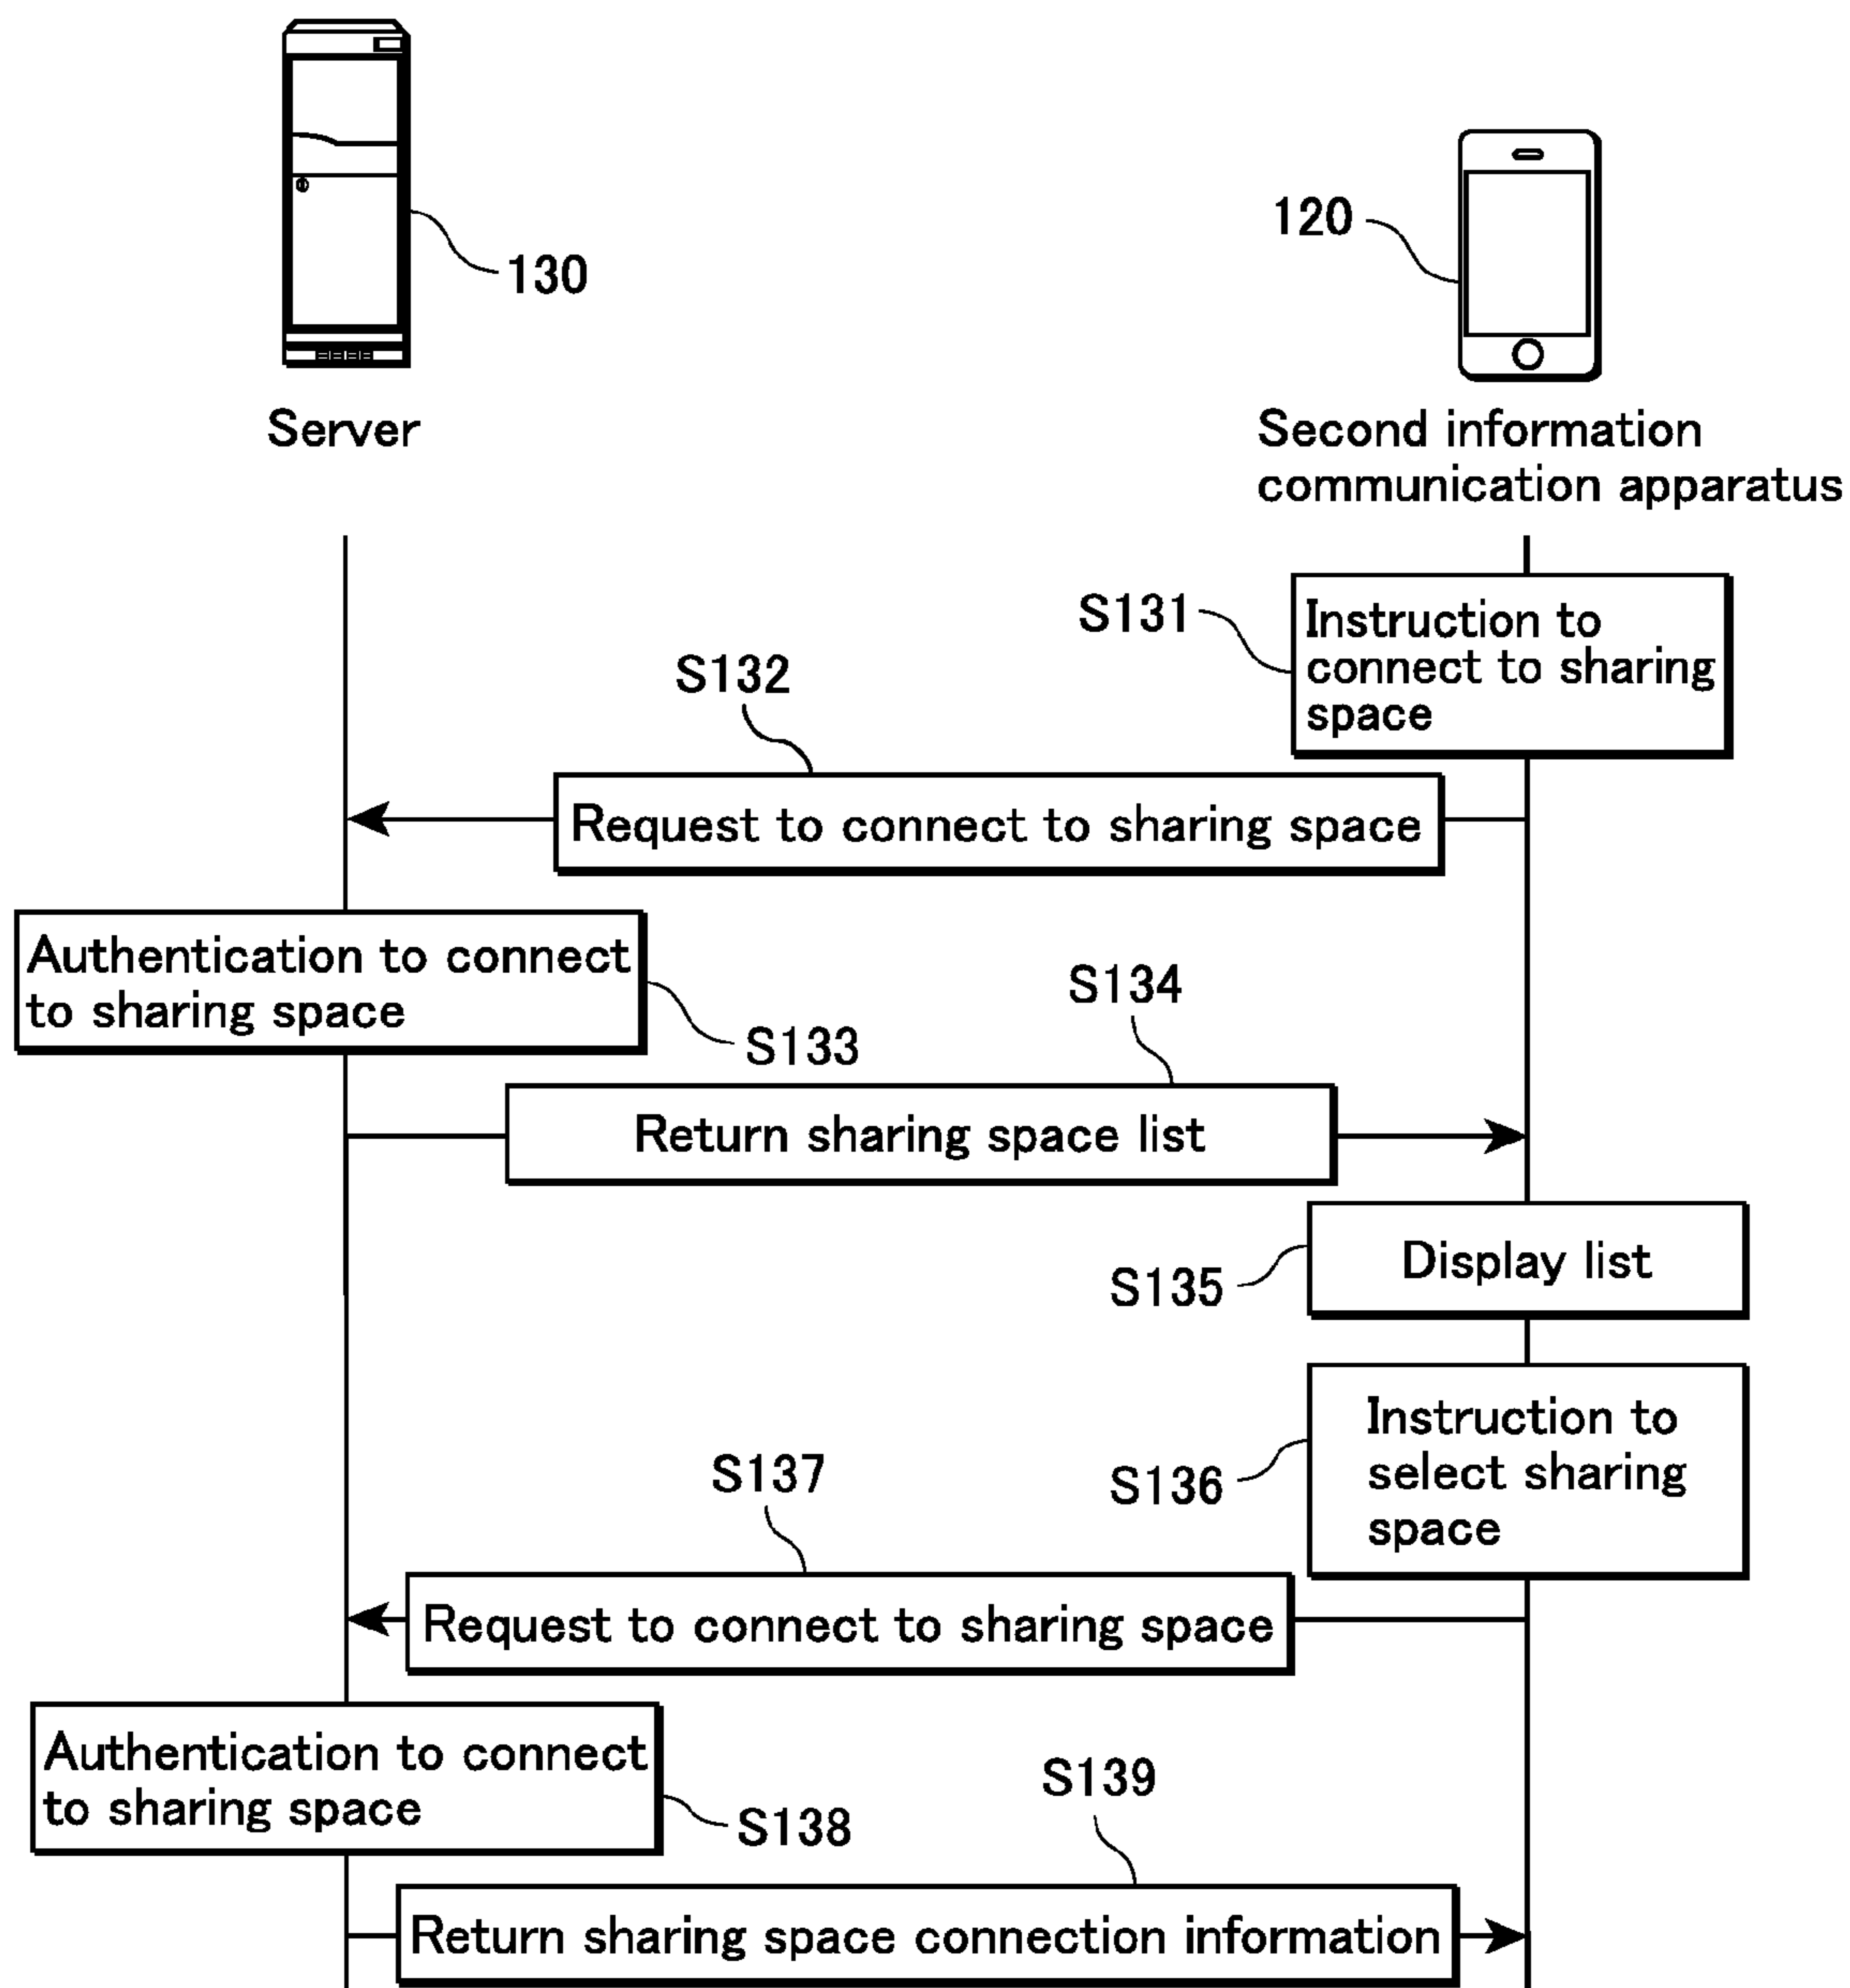 120
130
Server
Second information
communication apparatus
S131
Instruction to
connect to sharing
space
S132
Request to connect to sharing space
Authentication to connect
to sharing space
S133
S134
Return sharing space list
Display list
S135
Instruction to
select sharing
space
S136
S137
Request to connect to sharing space
Authentication to connect
to sharing space
S138
S139
Return sharing space connection information